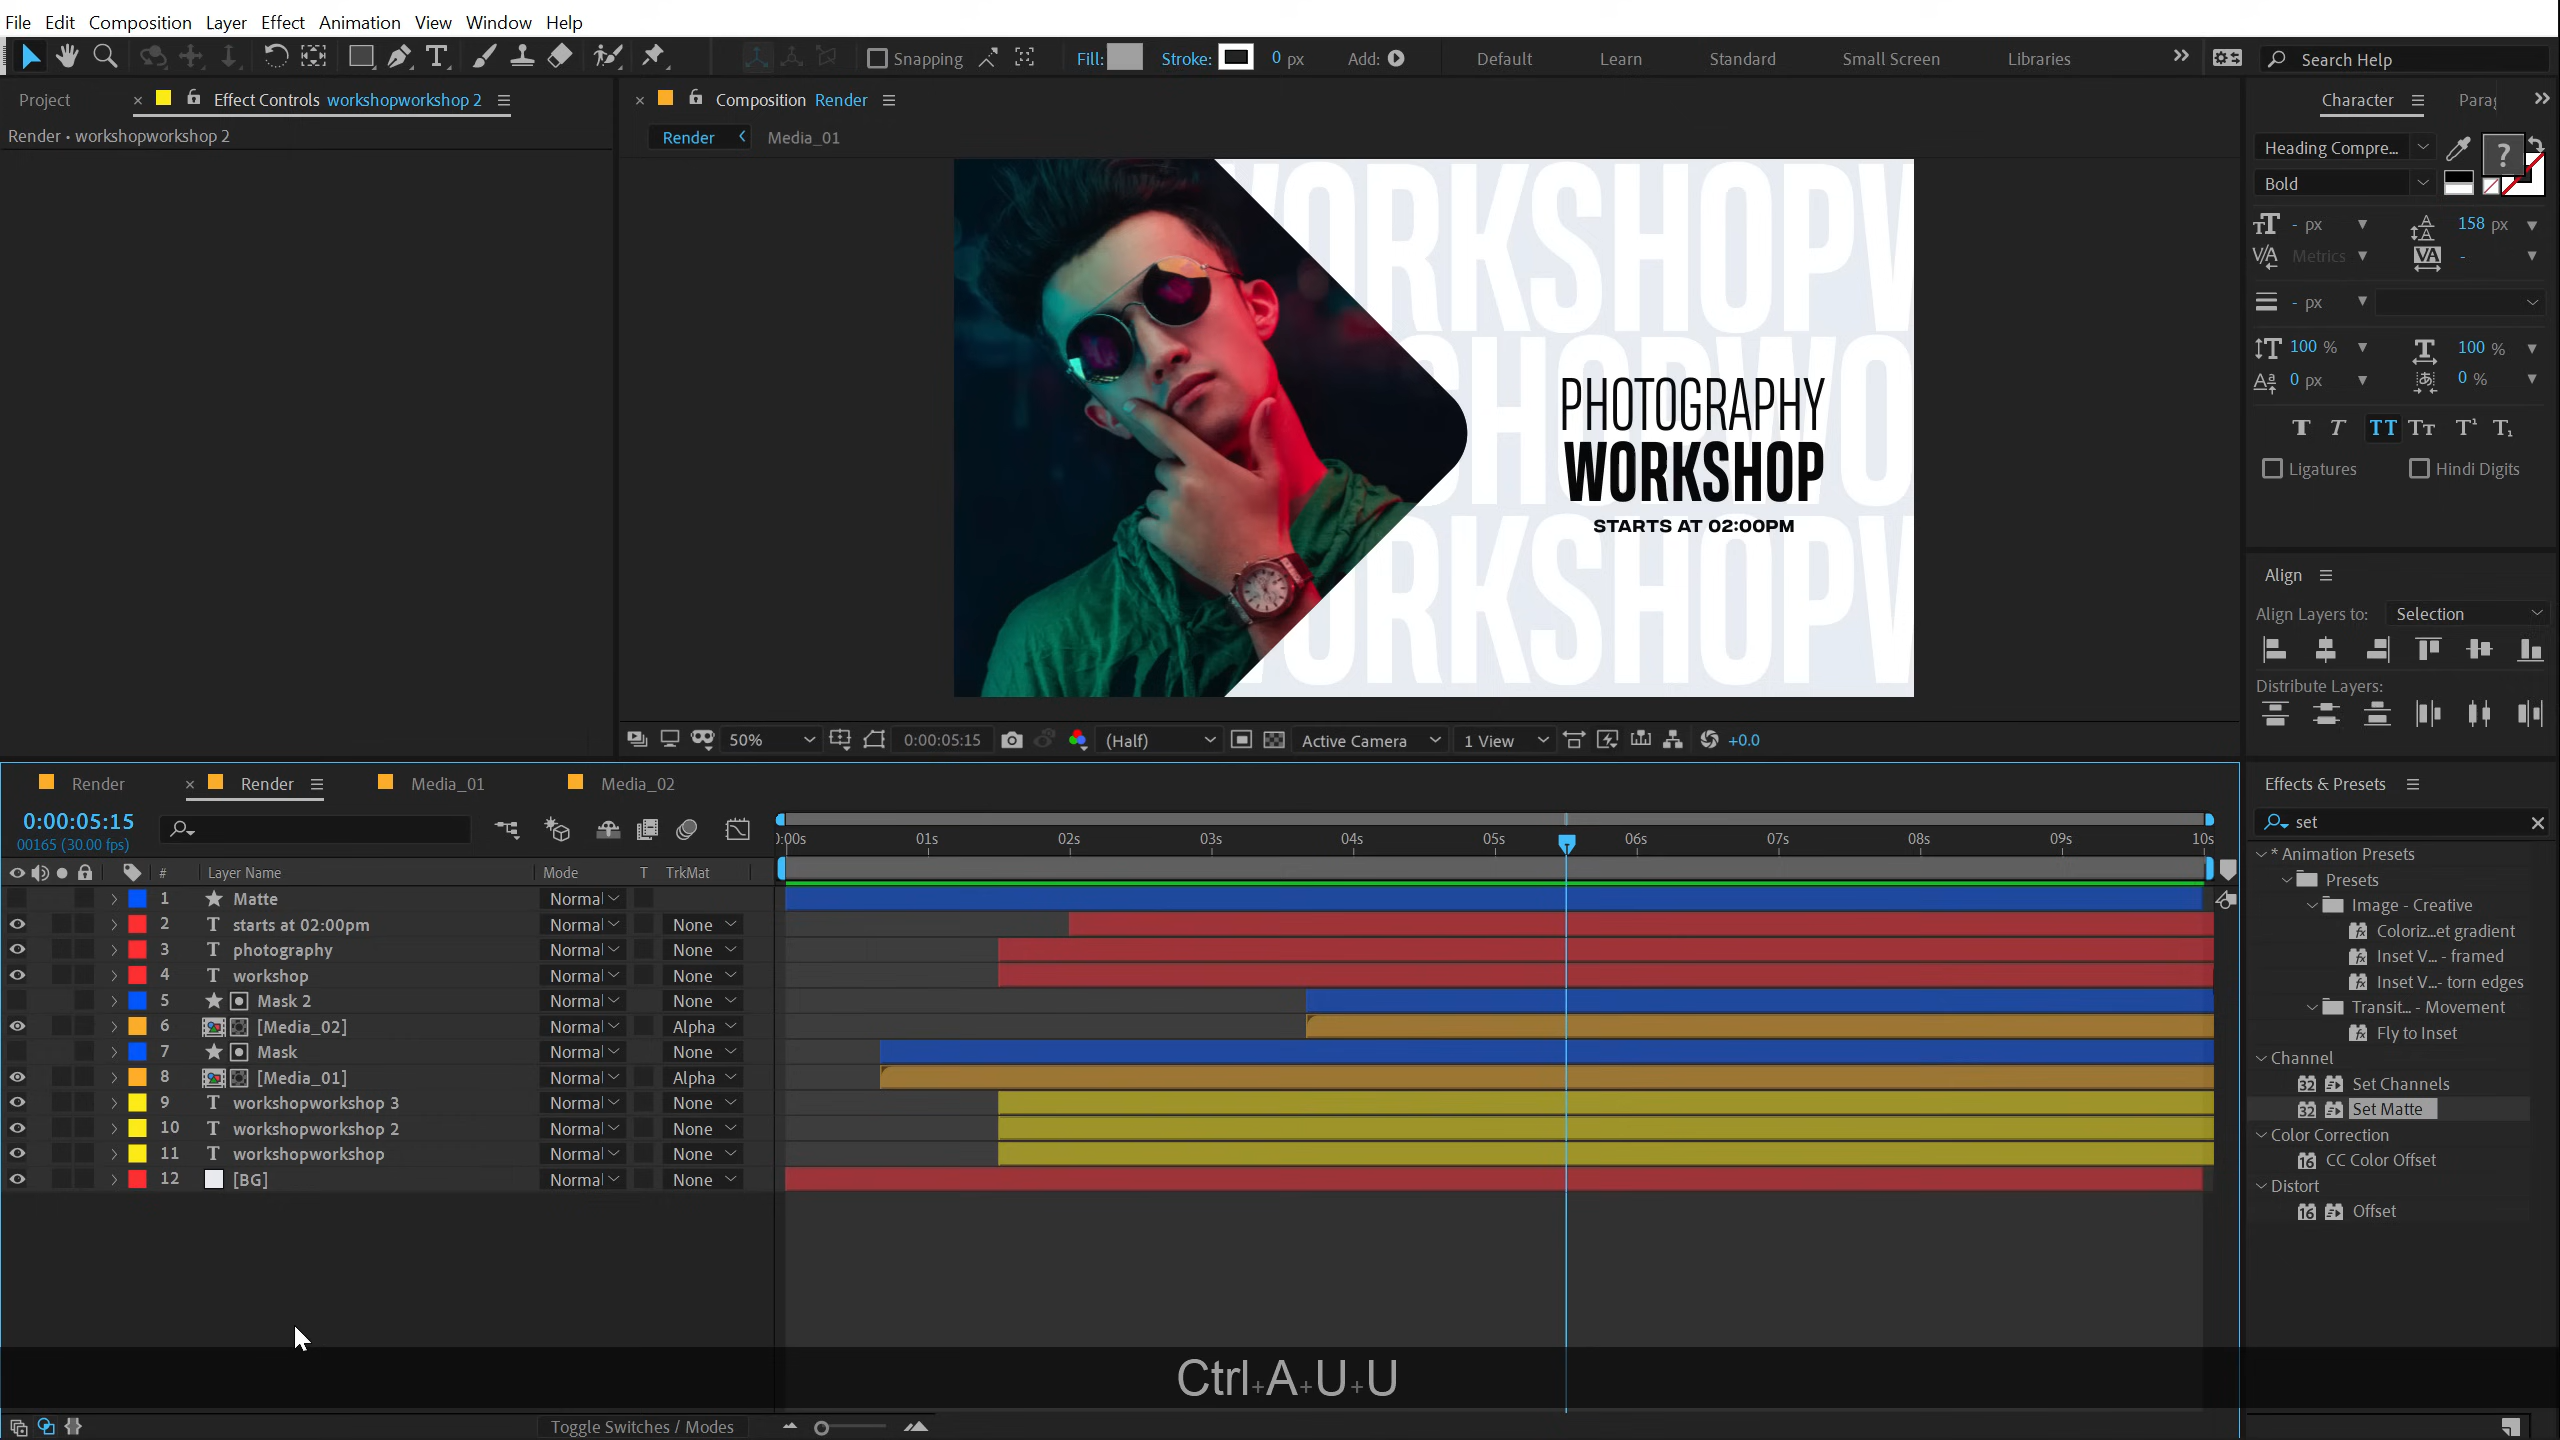 File Edit Composition Layer Effect Animation View Window Help
Snapping Fill: Stroke: 0 px Add: Default Learn Standard Small Screen Libraries Search Help
Project Effect Controls workshopworkshop 2
Render • workshopworkshop 2
Composition Render
Render Media_01
WORKSHOPW
PHOTOGRAPHY
WORKSHOP
STARTS AT 02:00PM
50% 0:00:05:15 (Half) Active Camera 1 View +0.0
Character
Heading Compre...
Bold
- px 158 px
Metrics -
- px
100 % 100 %
0 px 0 %
Ligatures Hindi Digits
Align
Align Layers to: Selection
Distribute Layers:
Render Render Media_01 Media_02
0:00:05:15
00165 (30.00 fps)
01s 02s 03s 04s 05s 06s 07s 08s 09s 10s
# Layer Name Mode T TrkMat
1 Matte Normal
2 starts at 02:00pm Normal None
3 photography Normal None
4 workshop Normal None
5 Mask 2 Normal None
6 [Media_02] Normal Alpha
7 Mask Normal None
8 [Media_01] Normal Alpha
9 workshopworkshop 3 Normal None
10 workshopworkshop 2 Normal None
11 workshopworkshop Normal None
12 [BG] Normal None
Toggle Switches / Modes
Ctrl+A+U+U
Effects & Presets
set
* Animation Presets
Presets
Image - Creative
Coloriz...et gradient
Inset V... - framed
Inset V...- torn edges
Transit... - Movement
Fly to Inset
Channel
Set Channels
Set Matte
Color Correction
CC Color Offset
Distort
Offset